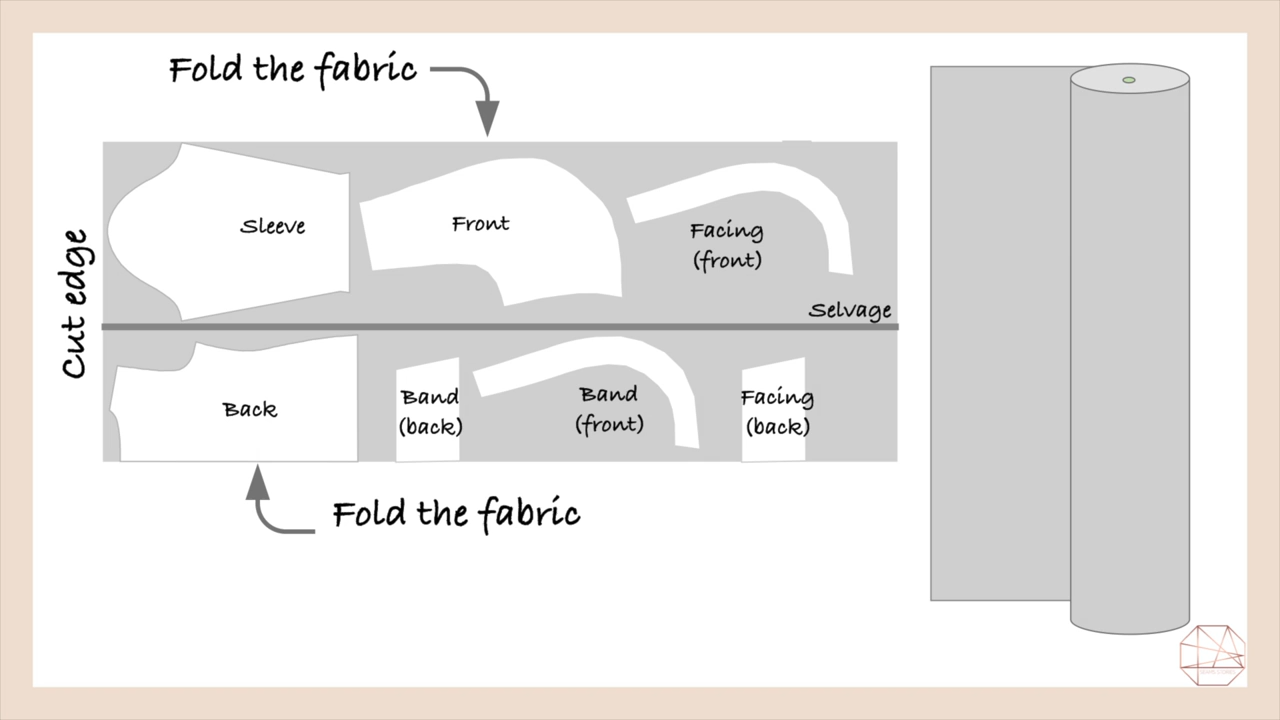 Fold the fabric
Cut edge
Sleeve
Front
Facing
(front)
Selvage
Back
Band
(back)
Band
(front)
Facing
(back)
Fold the fabric